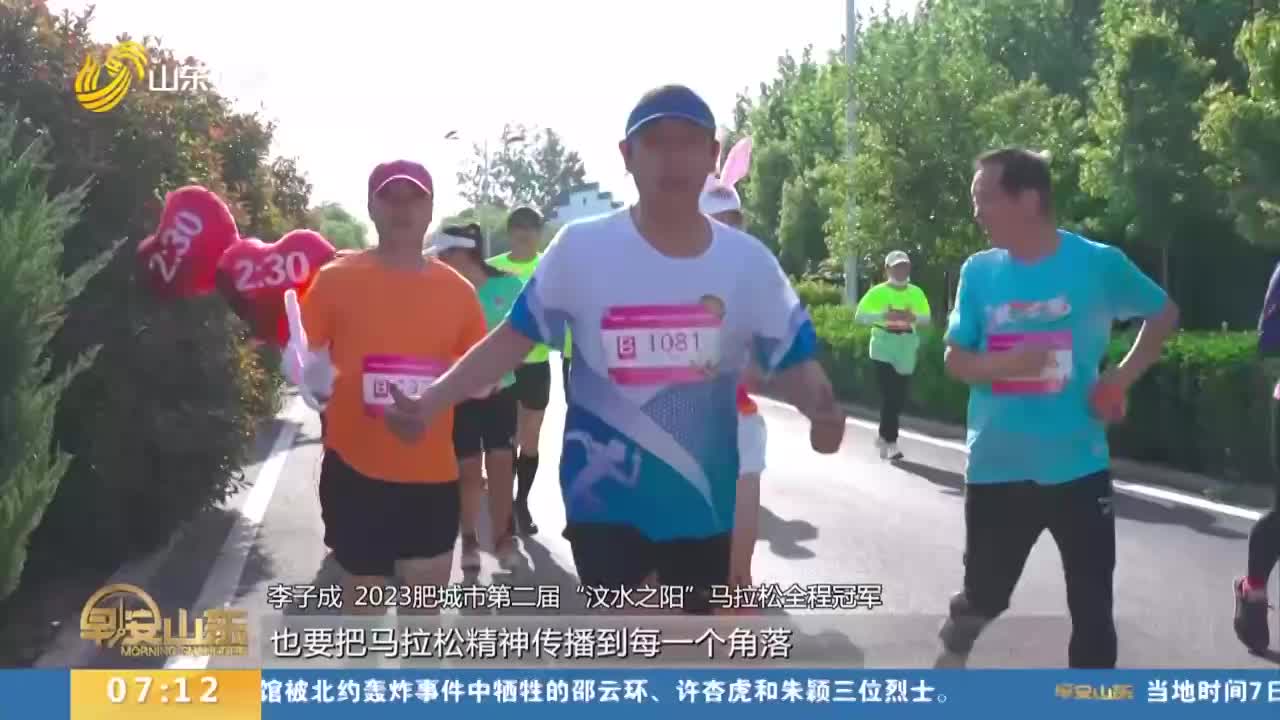 山东
2:30
2:30
B 1081
B
李子成 2023肥城市第二届“汶水之阳”马拉松全程冠军
也要把马拉松精神传播到每一个角落
早安山东
MORNING SHANDONG
07:12
馆被北约轰炸事件中牺牲的邵云环、许杏虎和朱颖三位烈士。 早安山东 当地时间7日